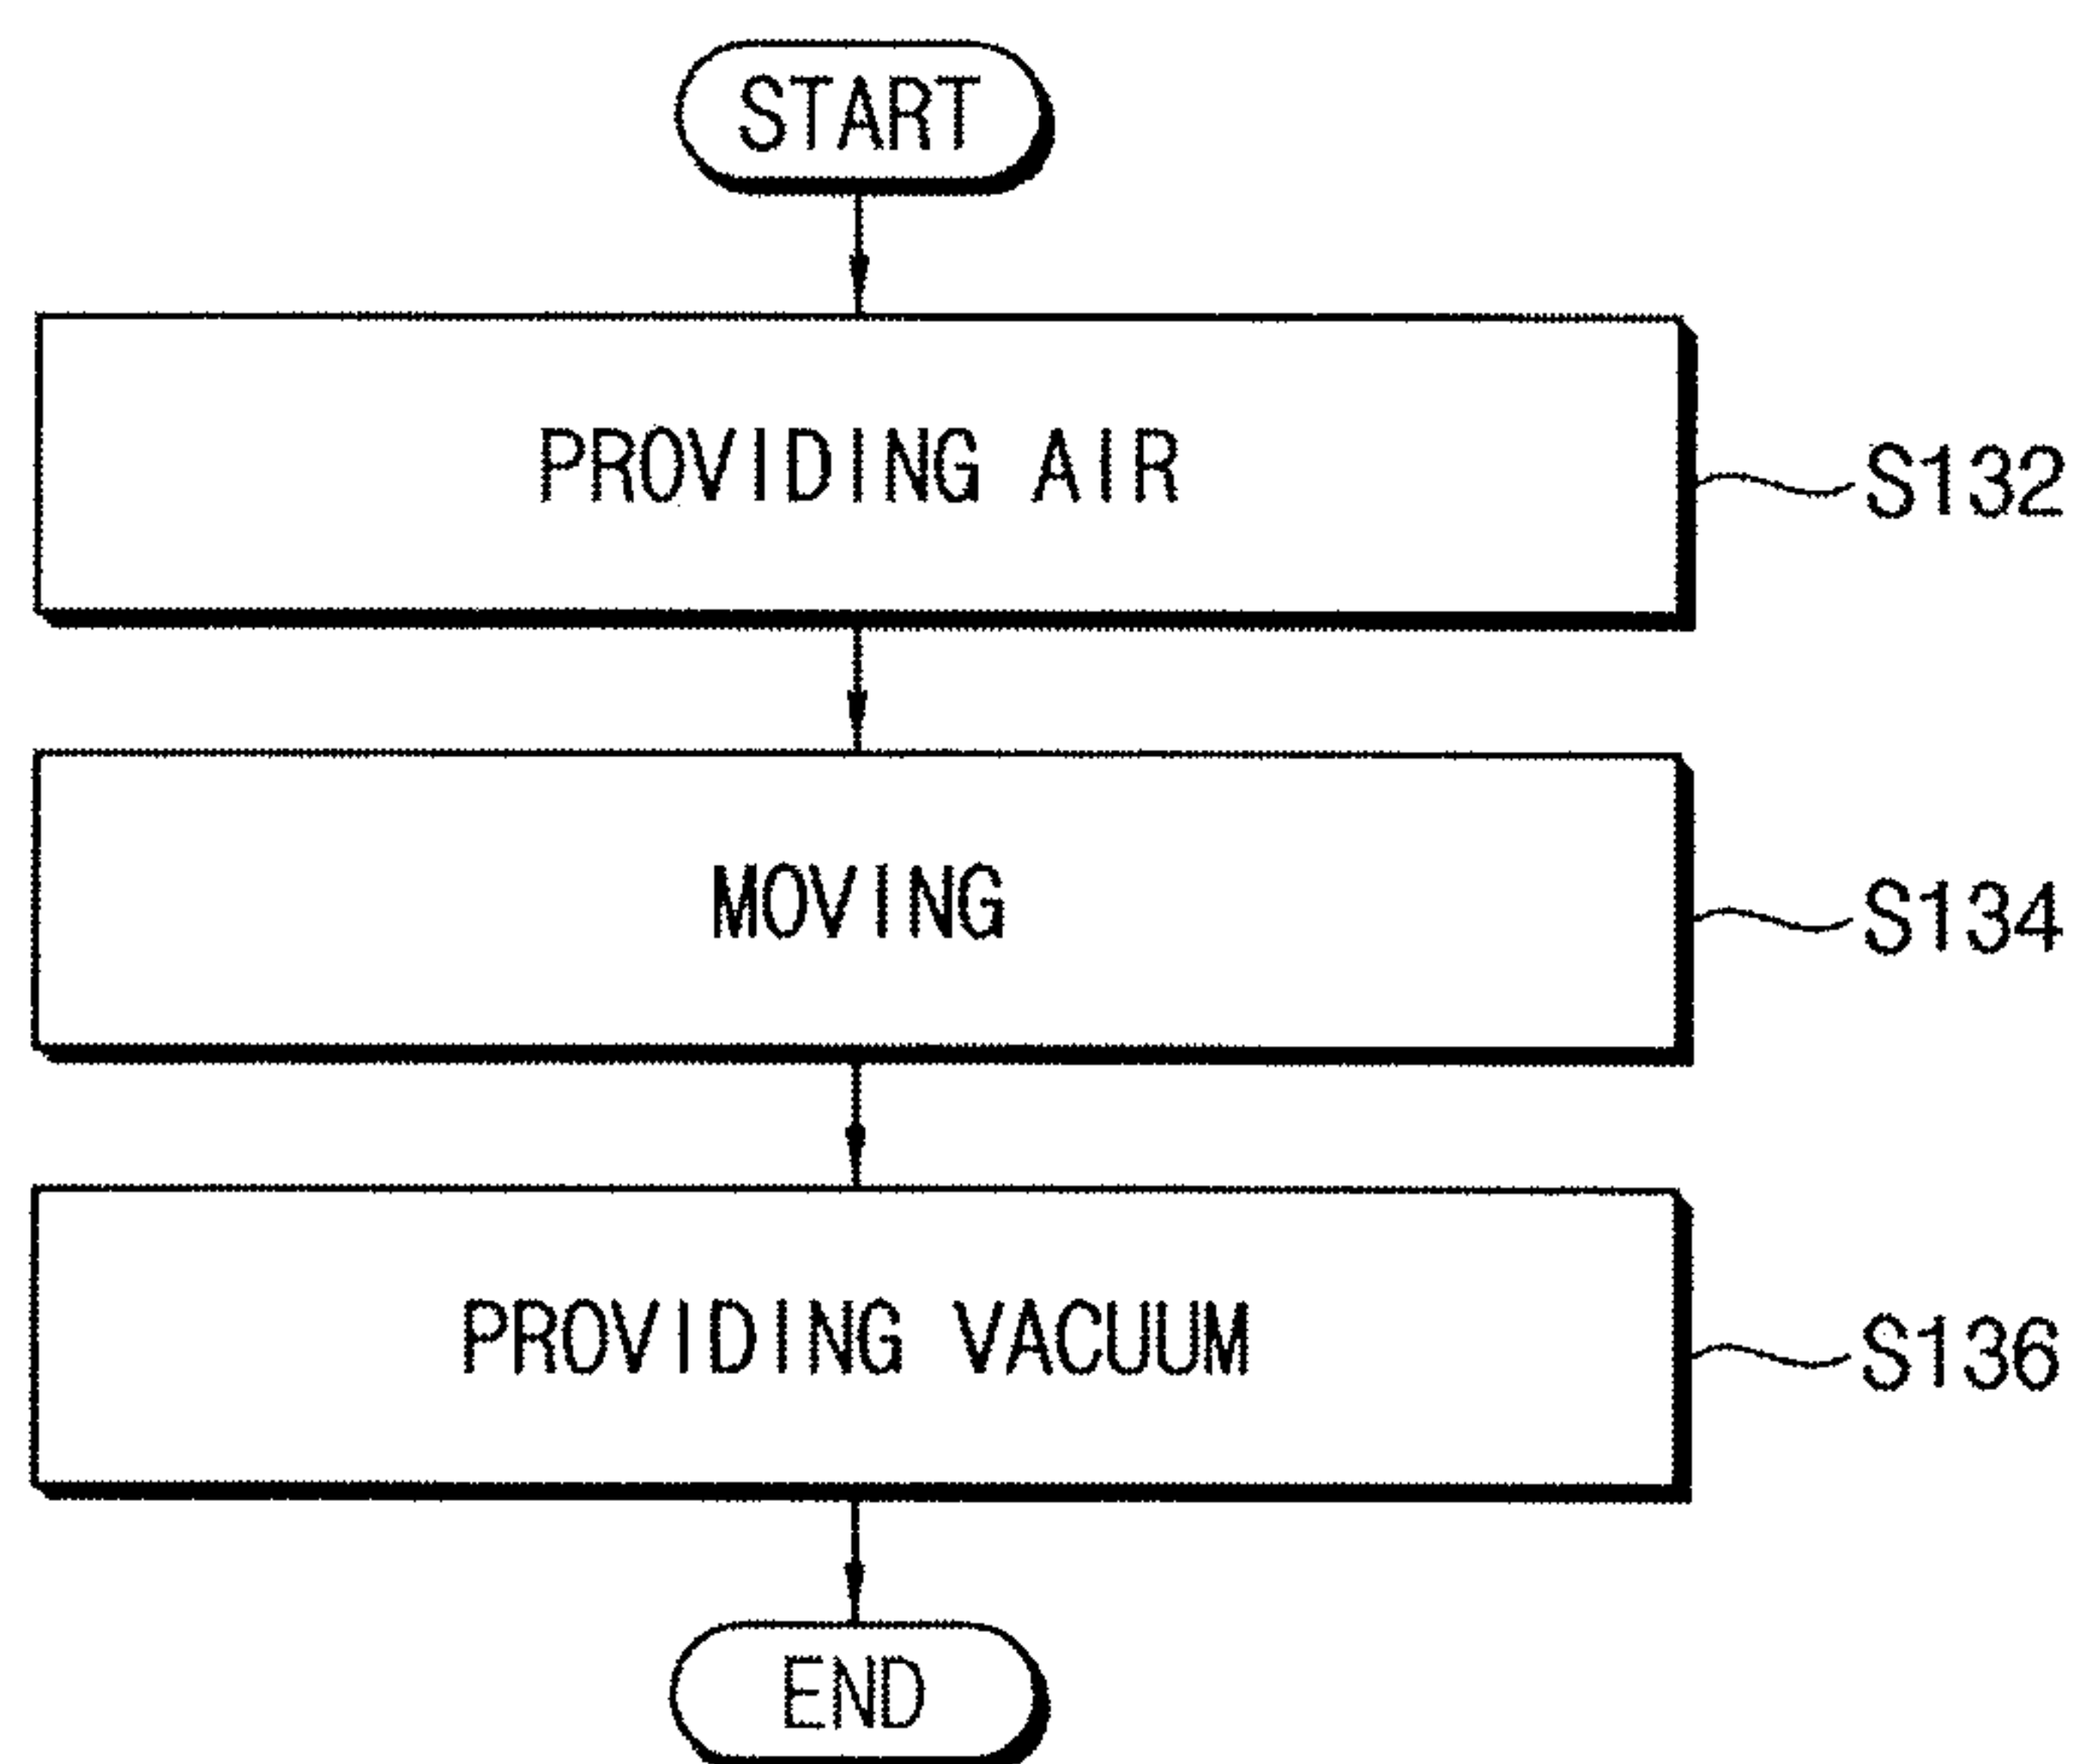 START
PROVIDING AIR
S132
MOVING
S134
PROVIDING VACUUM
S136
END